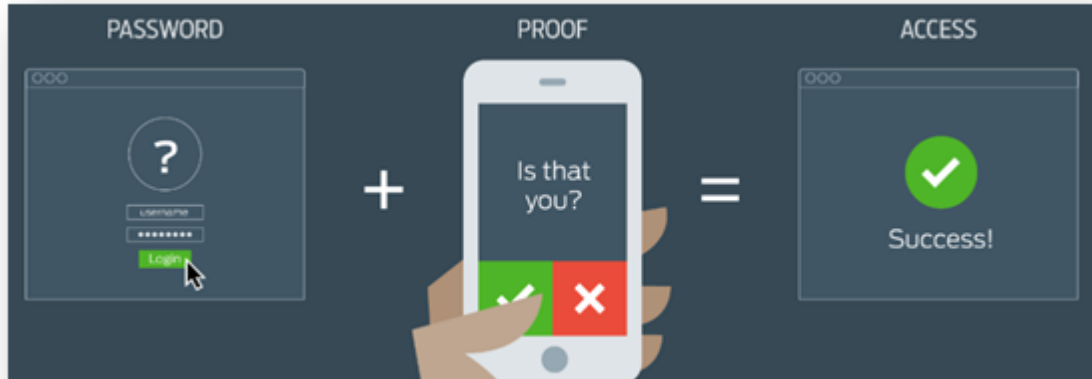 PASSWORD
PROOF
ACCESS
?
username
Login
+
Is that
you?
=
Success!